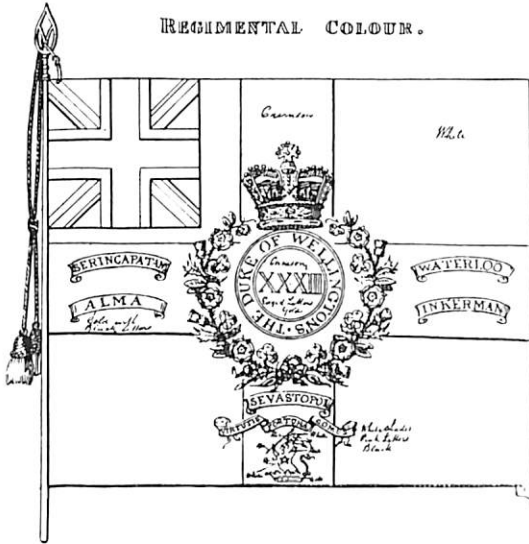 REGIMENTAL COLOUR.
Crimson
White
THE DUKE OF WELLINGTONS
Crimson
XXXIII
Gold
SERINGAPATAM
WATERLOO
ALMA
INKERMAN
SEVASTOPOL
VIRTUTIS FORTUNA COMES
Black